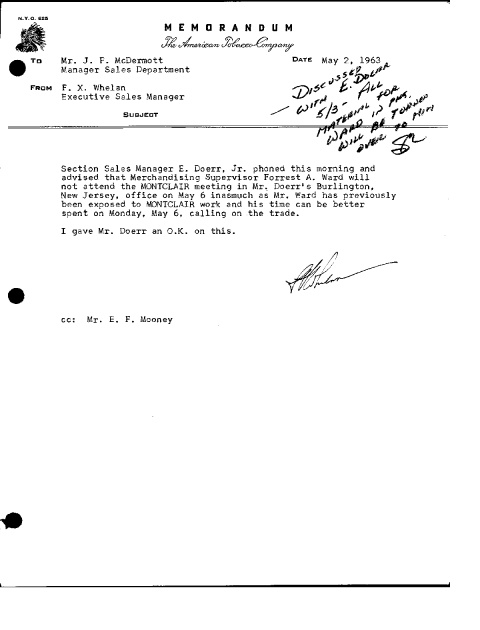 N.Y.O. 625
MEMORANDUM
The American Tobacco Company
TO Mr. J. F. McDermott
Manager Sales Department
DATE May 2, 1963
FROM F. X. Whelan
Executive Sales Manager
SUBJECT
DISCUSSED
WITH E. DOERR
5/3 - ALL
MATERIAL FOR
WARD IN
WILL BE TURNED
OVER TO HIM
Section Sales Manager E. Doerr, Jr. phoned this morning and
advised that Merchandising Supervisor Forrest A. Ward will
not attend the MONTCLAIR meeting in Mr. Doerr's Burlington,
New Jersey, office on May 6 inasmuch as Mr. Ward has previously
been exposed to MONTCLAIR work and his time can be better
spent on Monday, May 6, calling on the trade.
I gave Mr. Doerr an O.K. on this.
cc: Mr. E. F. Mooney